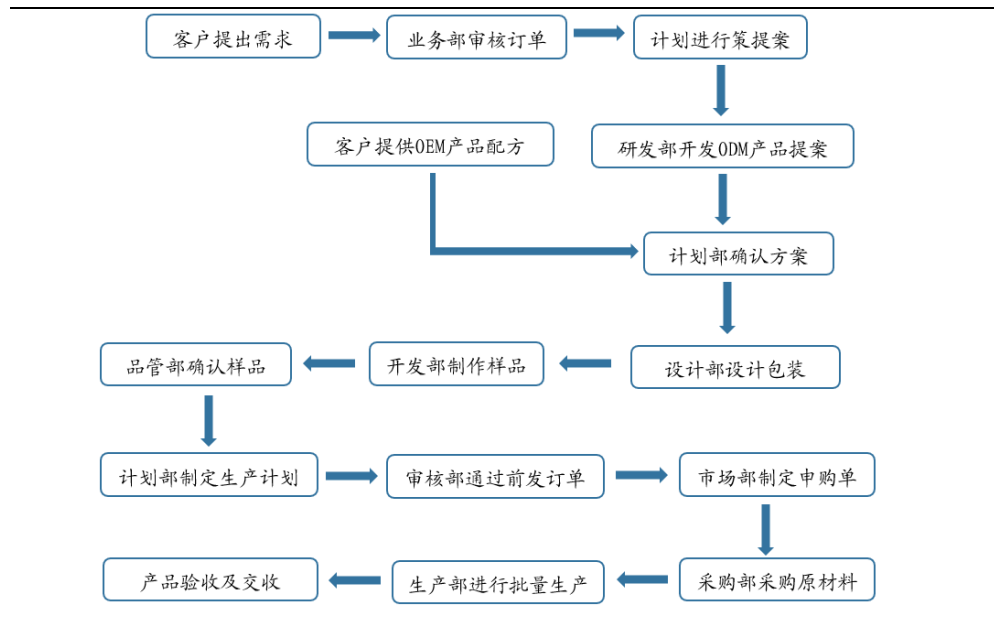 客户提出需求
业务部审核订单
计划进行策提案
客户提供OEM产品配方
研发部开发ODM产品提案
计划部确认方案
品管部确认样品
开发部制作样品
设计部设计包装
计划部制定生产计划
审核部通过前发订单
市场部制定申购单
产品验收及交收
生产部进行批量生产
采购部采购原材料